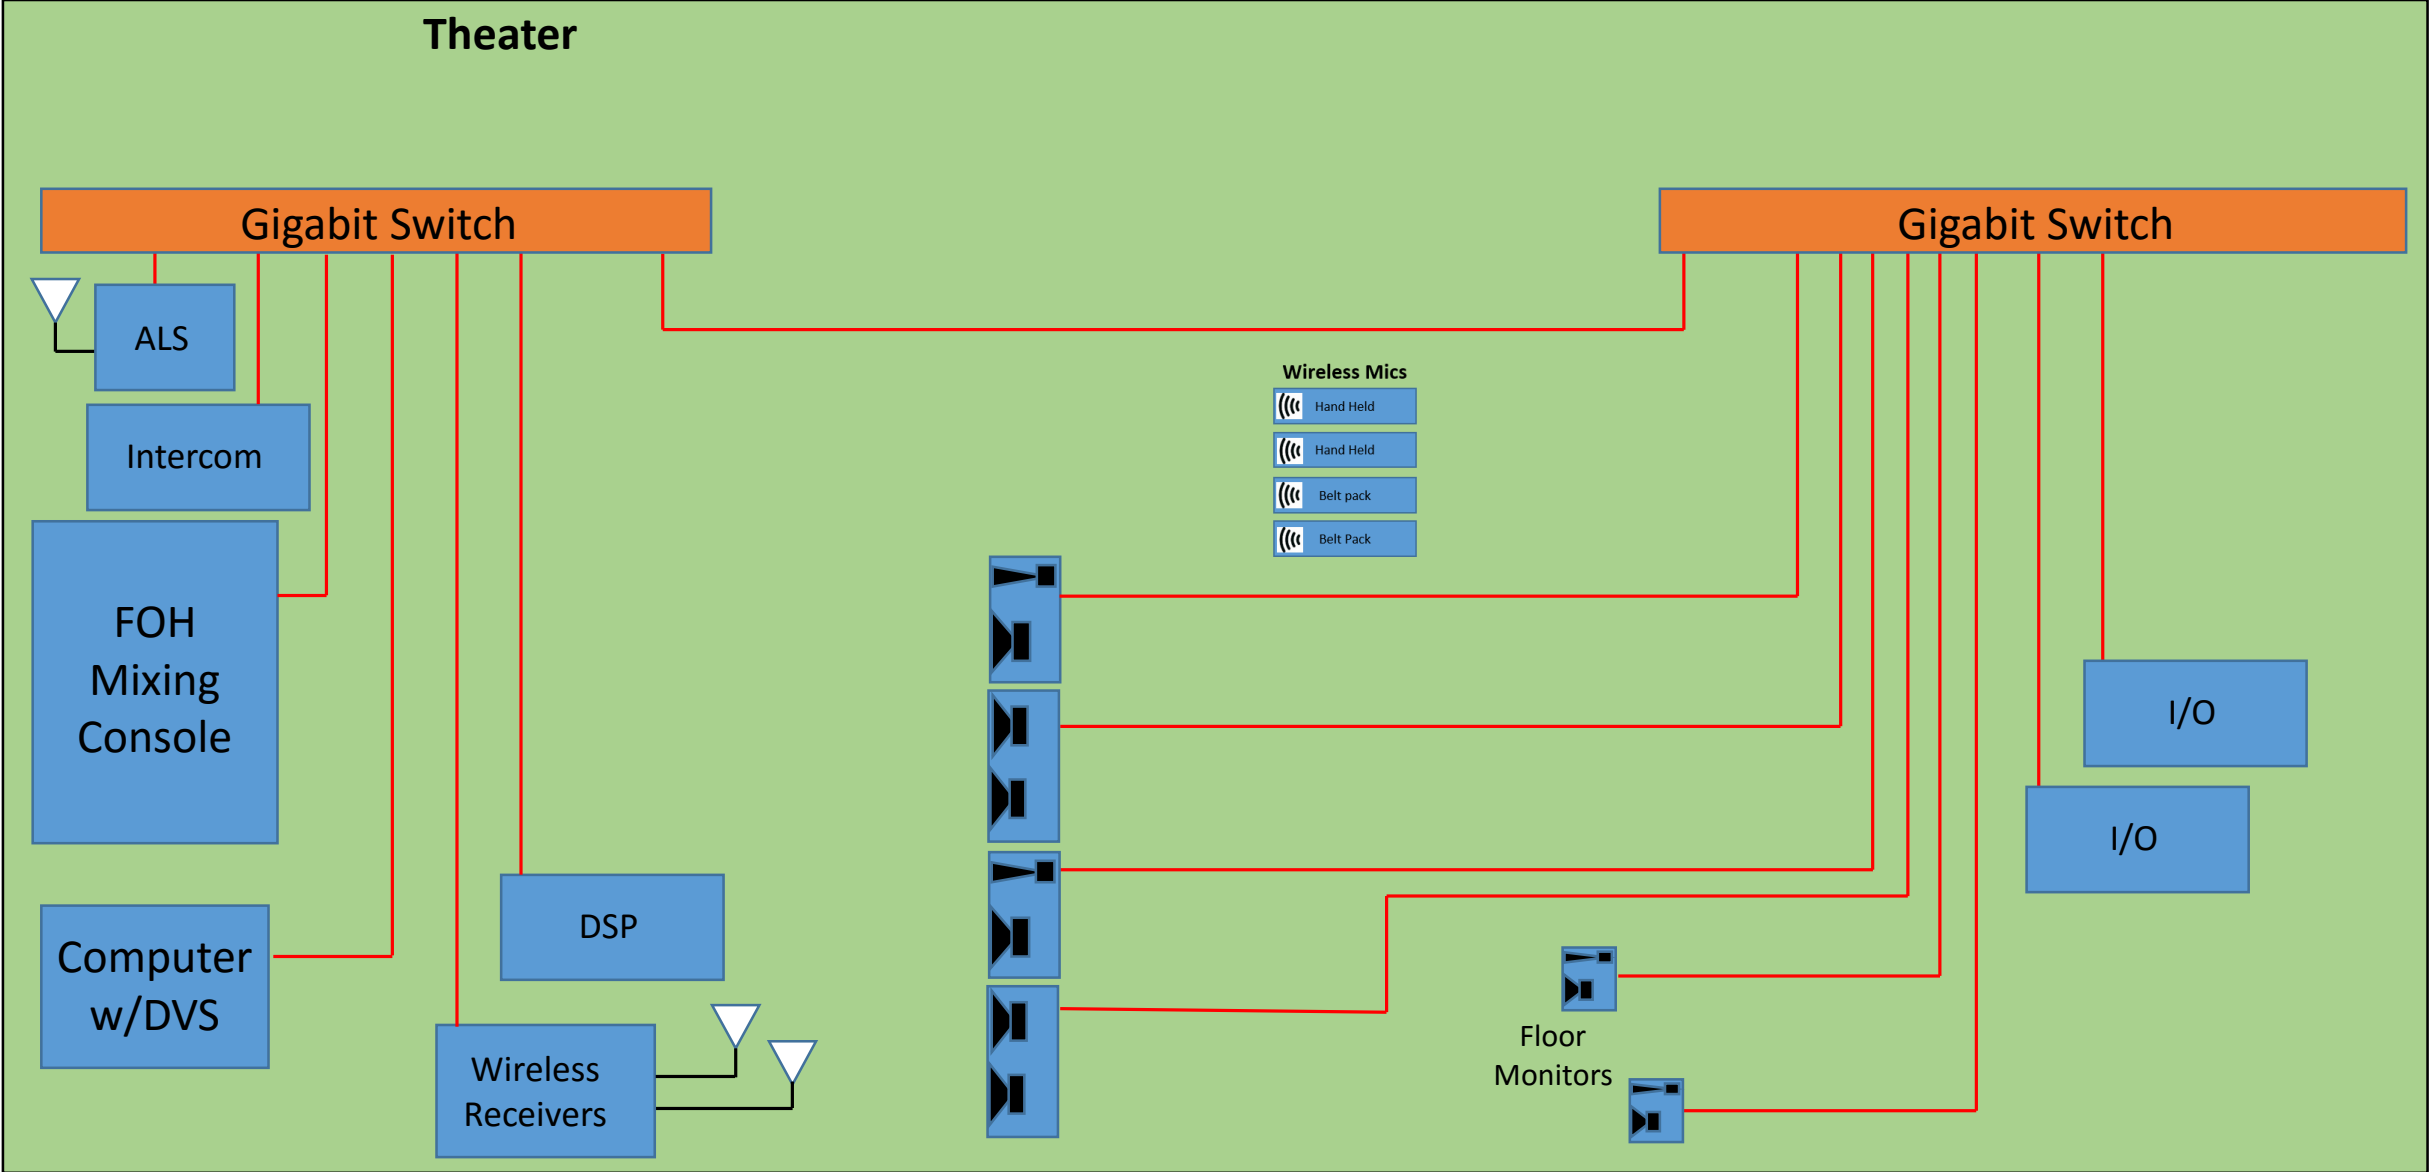 Theater
Gigabit Switch
Gigabit Switch
ALS
Intercom
FOH
Mixing
Console
Computer
w/DVS
DSP
Wireless
Receivers
Wireless Mics
Hand Held
Hand Held
Belt pack
Belt Pack
Floor
Monitors
I/O
I/O